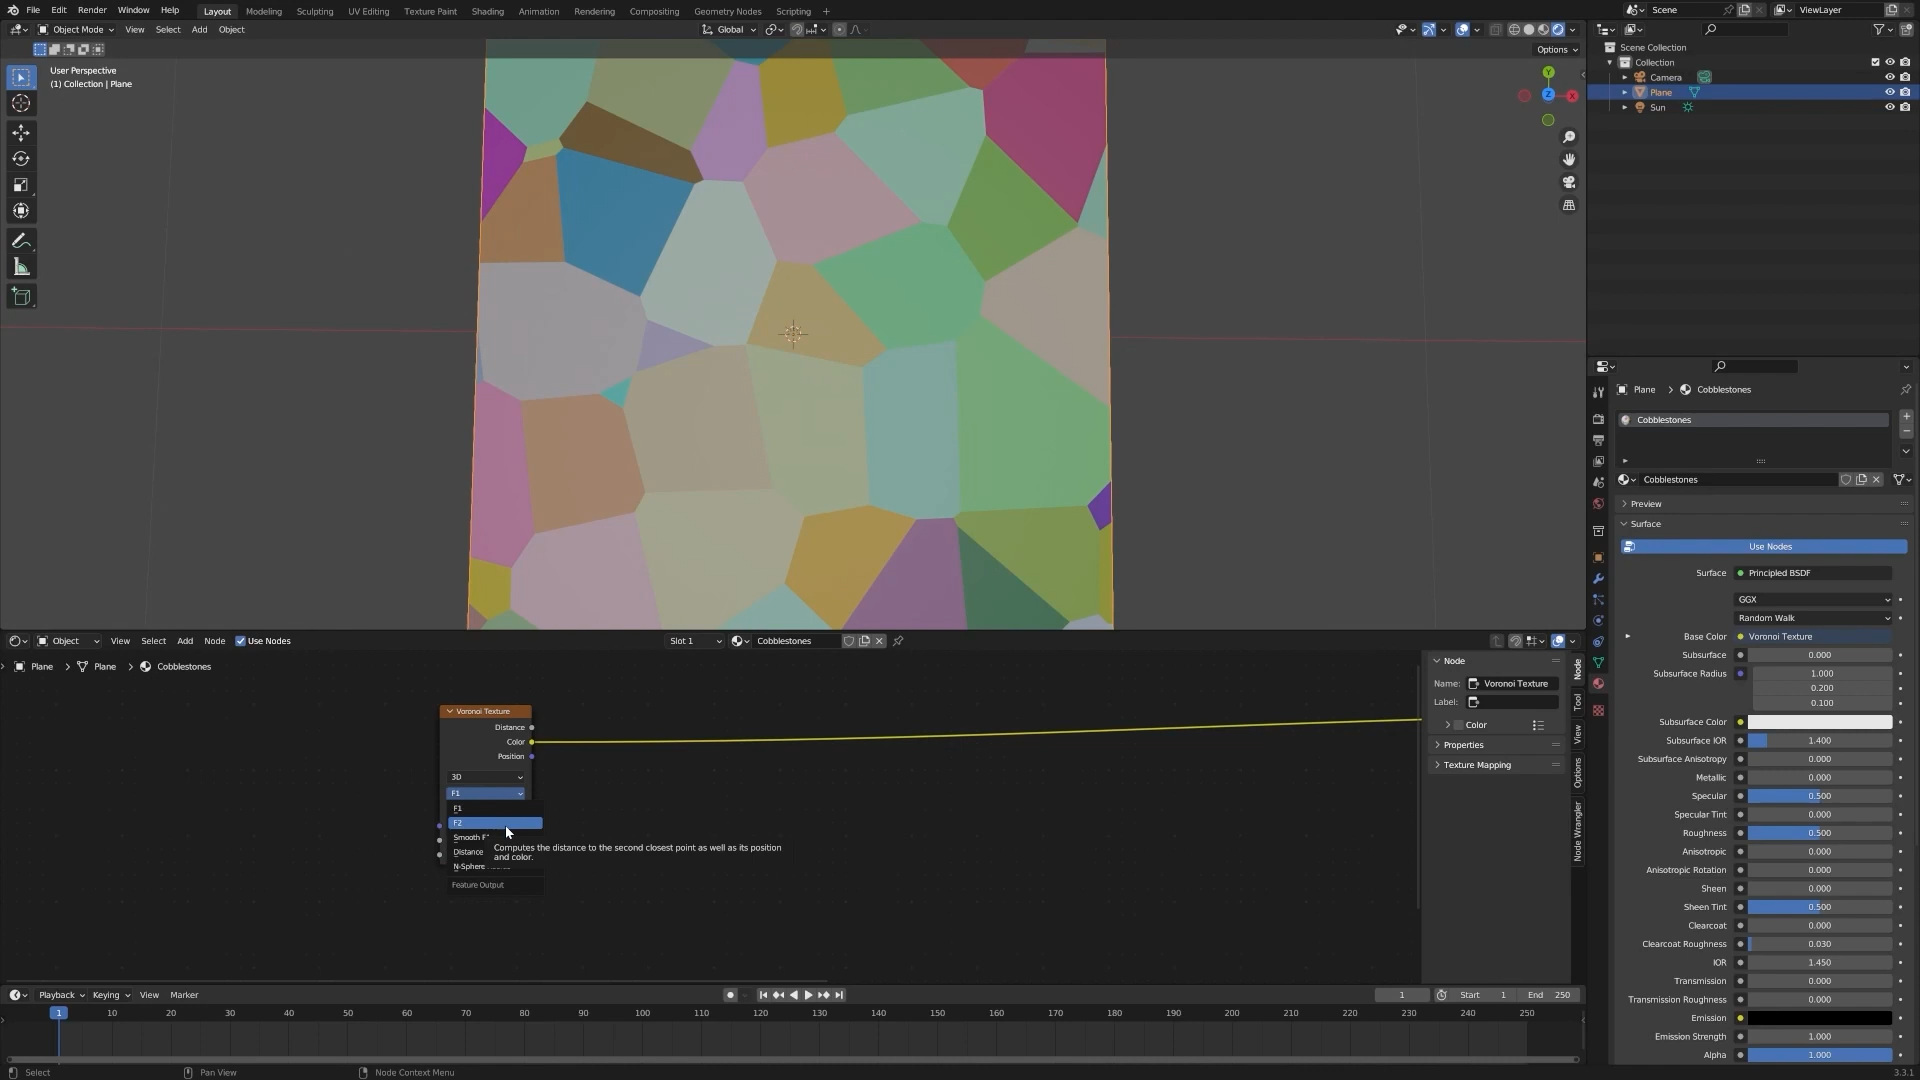 File Edit Render Window Help Layout Modeling Sculpting UV Editing Texture Paint Shading Animation Rendering Compositing Geometry Nodes Scripting + Scene ViewLayer
Object Mode View Select Add Object Global
Options
User Perspective
(1) Collection | Plane
Y
Z
X
Scene Collection
Collection
Camera
Plane
Sun
Plane > Cobblestones
Cobblestones
Cobblestones
Preview
Surface
Use Nodes
Surface Principled BSDF
GGX
Random Walk
Base Color Voronoi Texture
Subsurface 0.000
Subsurface Radius 1.000
0.200
0.100
Subsurface Color
Subsurface IOR 1.400
Subsurface Anisotropy 0.000
Metallic 0.000
Specular 0.500
Specular Tint 0.000
Roughness 0.500
Anisotropic 0.000
Anisotropic Rotation 0.000
Sheen 0.000
Sheen Tint 0.500
Clearcoat 0.000
Clearcoat Roughness 0.030
IOR 1.450
Transmission 0.000
Transmission Roughness 0.000
Emission
Emission Strength 1.000
Alpha 1.000
Object View Select Add Node Use Nodes Slot 1 Cobblestones
Plane > Plane > Cobblestones
Voronoi Texture
Distance
Color
Position
3D
F1
F1
F2
Smooth F
Distance
N-Sphere
Feature Output
Computes the distance to the second closest point as well as its position
and color.
Node
Name: Voronoi Texture
Label:
Color
Properties
Texture Mapping
Node
Tool
View
Options
Node Wrangler
Playback Keying View Marker 1 Start 1 End 250
1 10 20 30 40 50 60 70 80 90 100 110 120 130 140 150 160 170 180 190 200 210 220 230 240 250
Select Pan View Node Context Menu 3.3.1